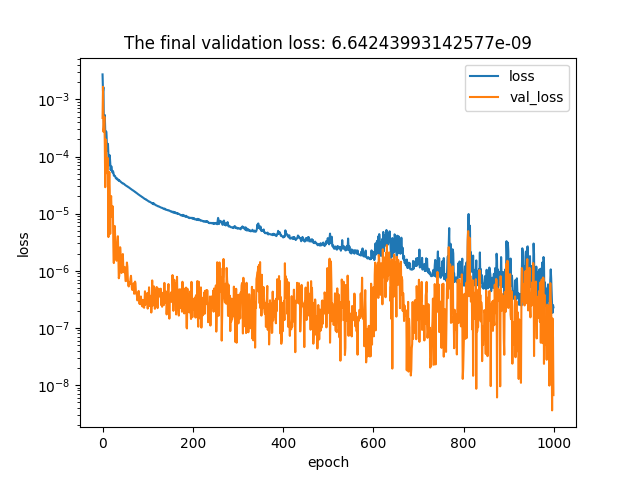 The final validation loss: 6.64243993142577e-09
loss
val_loss
10⁻³
10⁻⁴
10⁻⁵
10⁻⁶
10⁻⁷
10⁻⁸
loss
0
200
400
600
800
1000
epoch